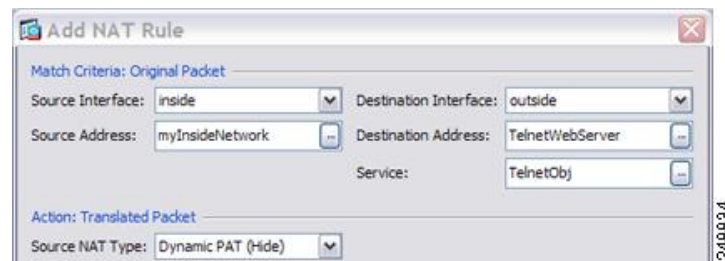 Add NAT Rule
Match Criteria: Original Packet
Source Interface: inside Destination Interface: outside
Source Address: myInsideNetwork ... Destination Address: TelnetWebServer ...
Service: TelnetObj ...
Action: Translated Packet
Source NAT Type: Dynamic PAT (Hide)
248834